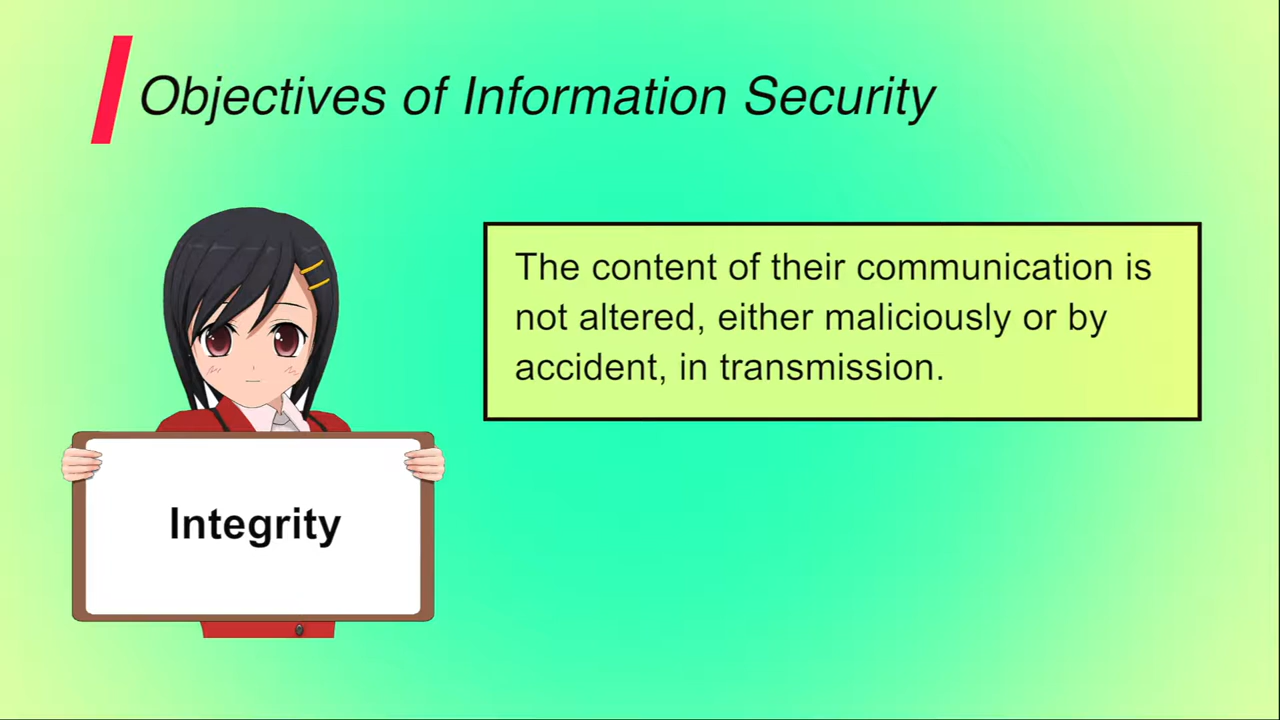 Objectives of Information Security
The content of their communication is
not altered, either maliciously or by
accident, in transmission.
Integrity